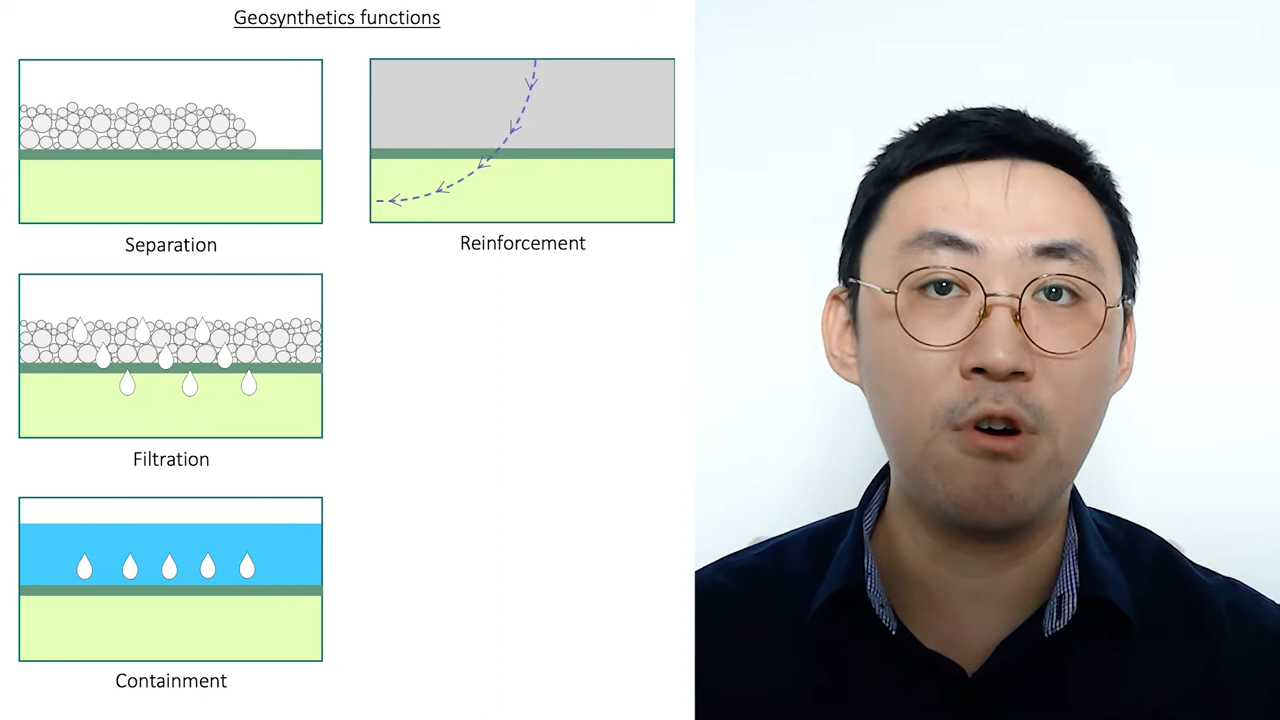 Geosynthetics functions
Separation
Reinforcement
Filtration
Containment